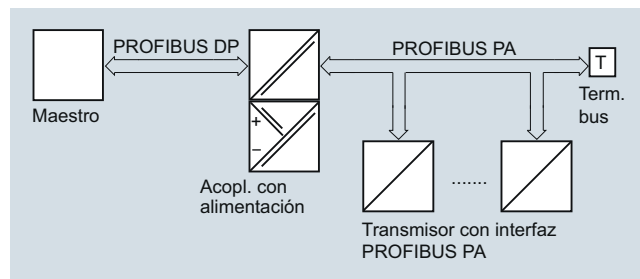 PROFIBUS DP
PROFIBUS PA
T
Maestro
Term.
bus
+
−
Acopl. con
alimentación
.......
Transmisor con interfaz
PROFIBUS PA